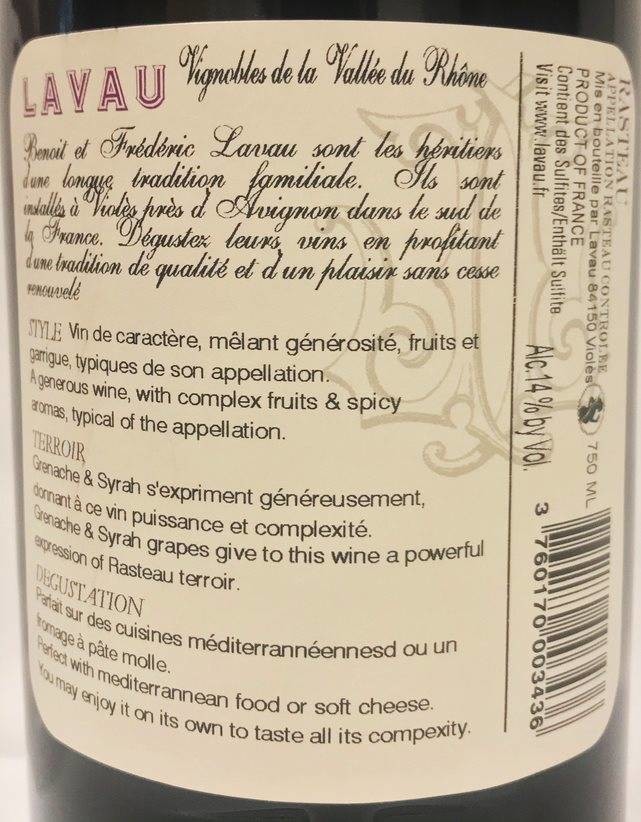 LAVAU Vignobles de la Vallée du Rhône
Benoit et Frédéric Lavau sont les héritiers
d'une longue tradition familiale. Ils sont
installés à Violès près d'Avignon dans le sud de
la France. Dégustez leurs vins en profitant
d'une tradition de qualité et d'un plaisir sans cesse
renouvelé
STYLE Vin de caractère, mêlant générosité, fruits et
garrigue, typiques de son appellation.
A generous wine, with complex fruits & spicy
aromas, typical of the appellation.
TERROIR
Grenache & Syrah s'expriment généreusement,
donnant à ce vin puissance et complexité.
Grenache & Syrah grapes give to this wine a powerful
expression of Rasteau terroir.
DEGUSTATION
Parfait sur des cuisines méditerrannéennesd ou un
fromage à pâte molle.
Perfect with mediterrannean food or soft cheese.
You may enjoy it on its own to taste all its compexity.
RASTEAU
APPELLATION RASTEAU CONTROLEE
Mis en bouteille par Lavau 84150 Violès 750 ML
PRODUCT OF FRANCE
Contient des Sulfites/Enthält Sulfite
Visit www.lavau.fr Alc.14 % by Vol.
3 760170 003436